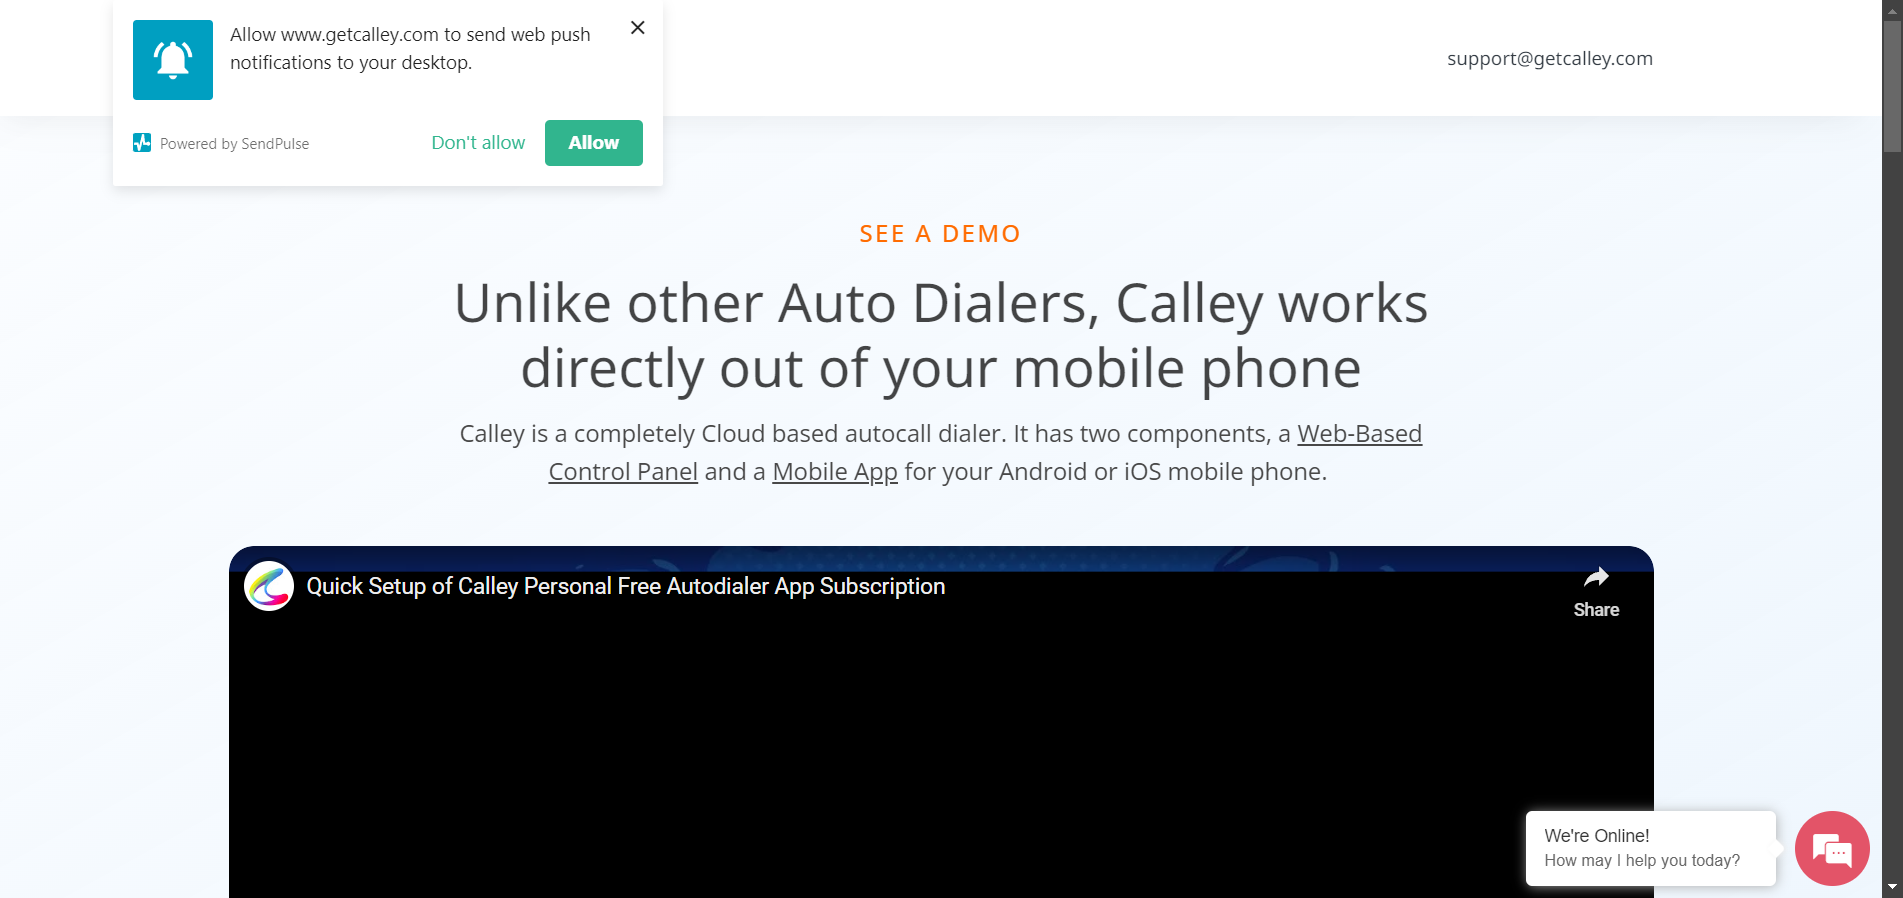 Allow www.getcalley.com to send web push
notifications to your desktop.
Powered by SendPulse
Don't allow
Allow
support@getcalley.com
SEE A DEMO
Unlike other Auto Dialers, Calley works
directly out of your mobile phone
Calley is a completely Cloud based autocall dialer. It has two components, a Web-Based
Control Panel and a Mobile App for your Android or iOS mobile phone.
Quick Setup of Calley Personal Free Autodialer App Subscription
Share
We're Online!
How may I help you today?